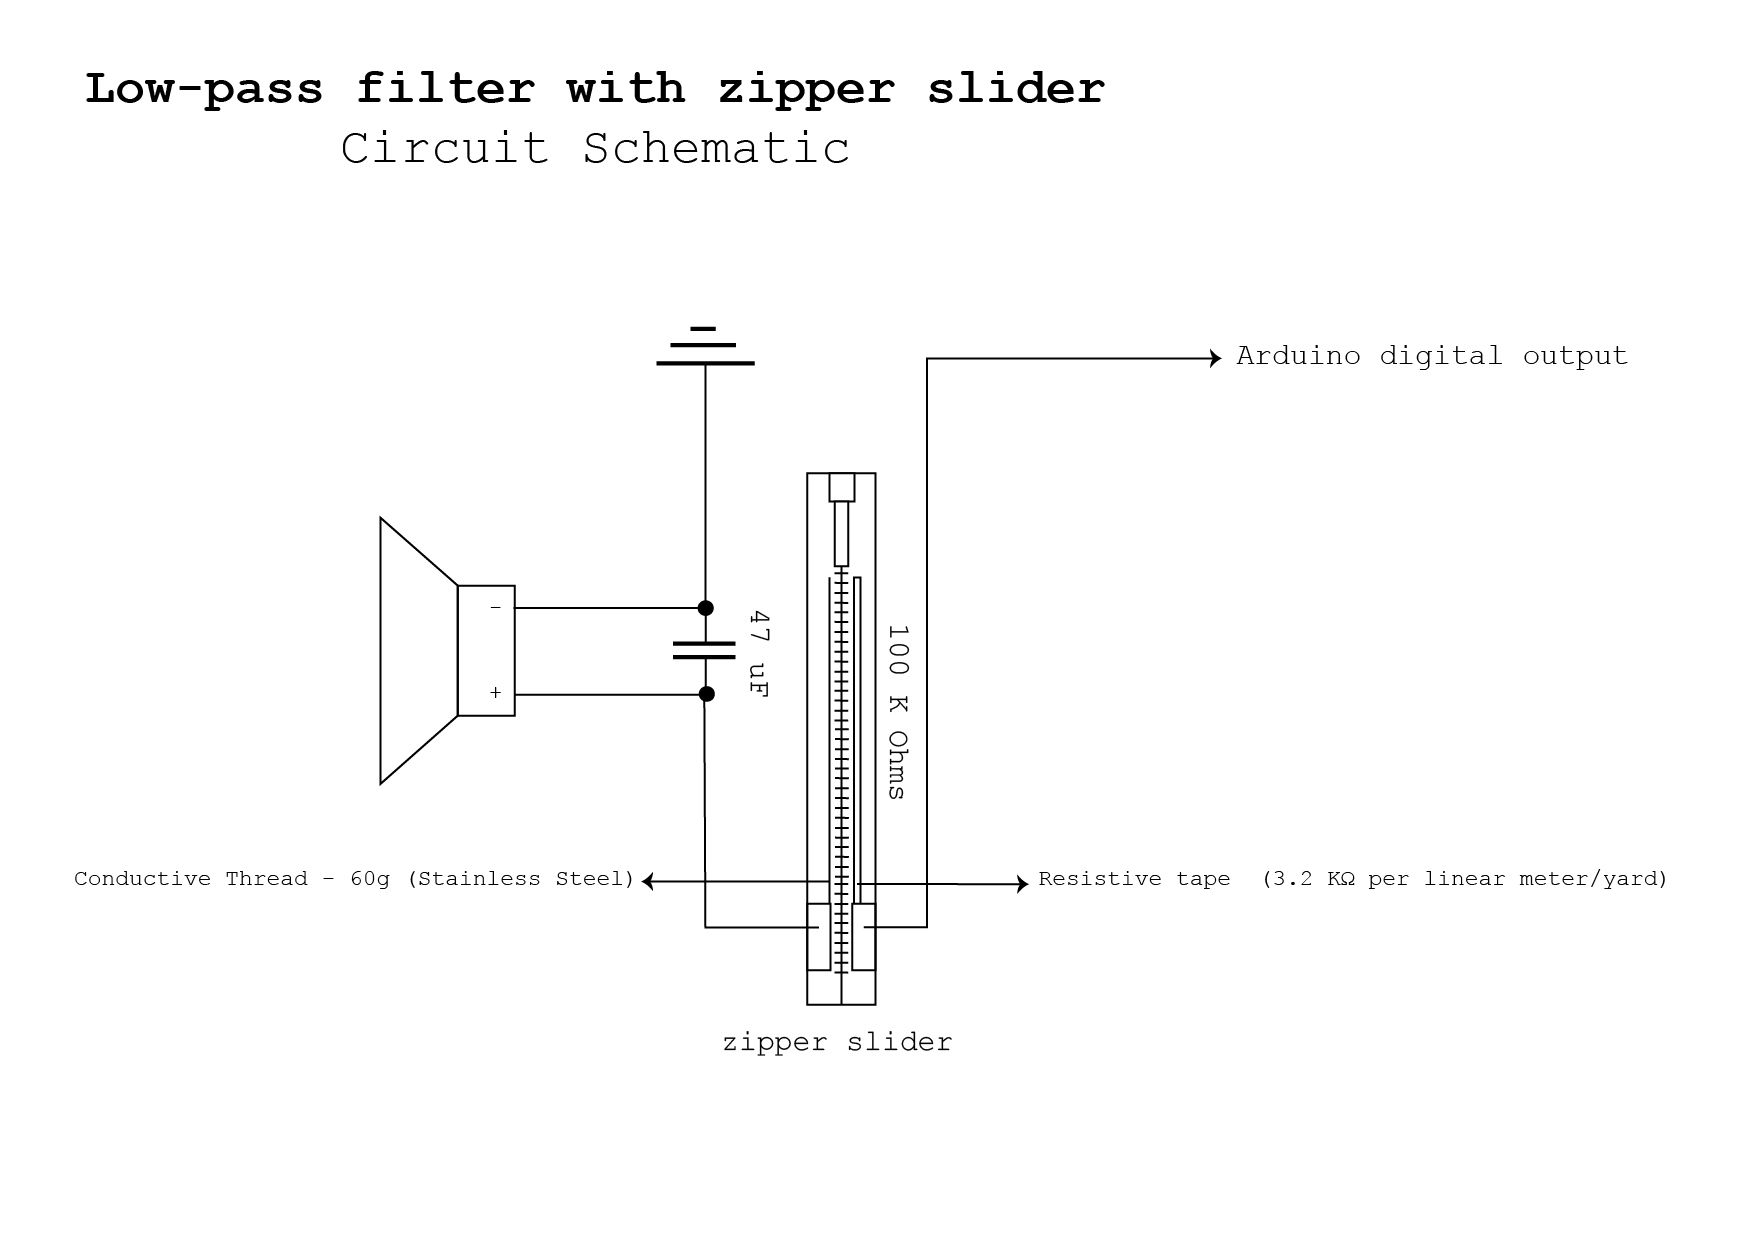 Low-pass filter with zipper slider
Circuit Schematic
Arduino digital output
−
47 uF
100 K Ohms
+
Conductive Thread - 60g (Stainless Steel)
Resistive tape (3.2 KΩ per linear meter/yard)
zipper slider